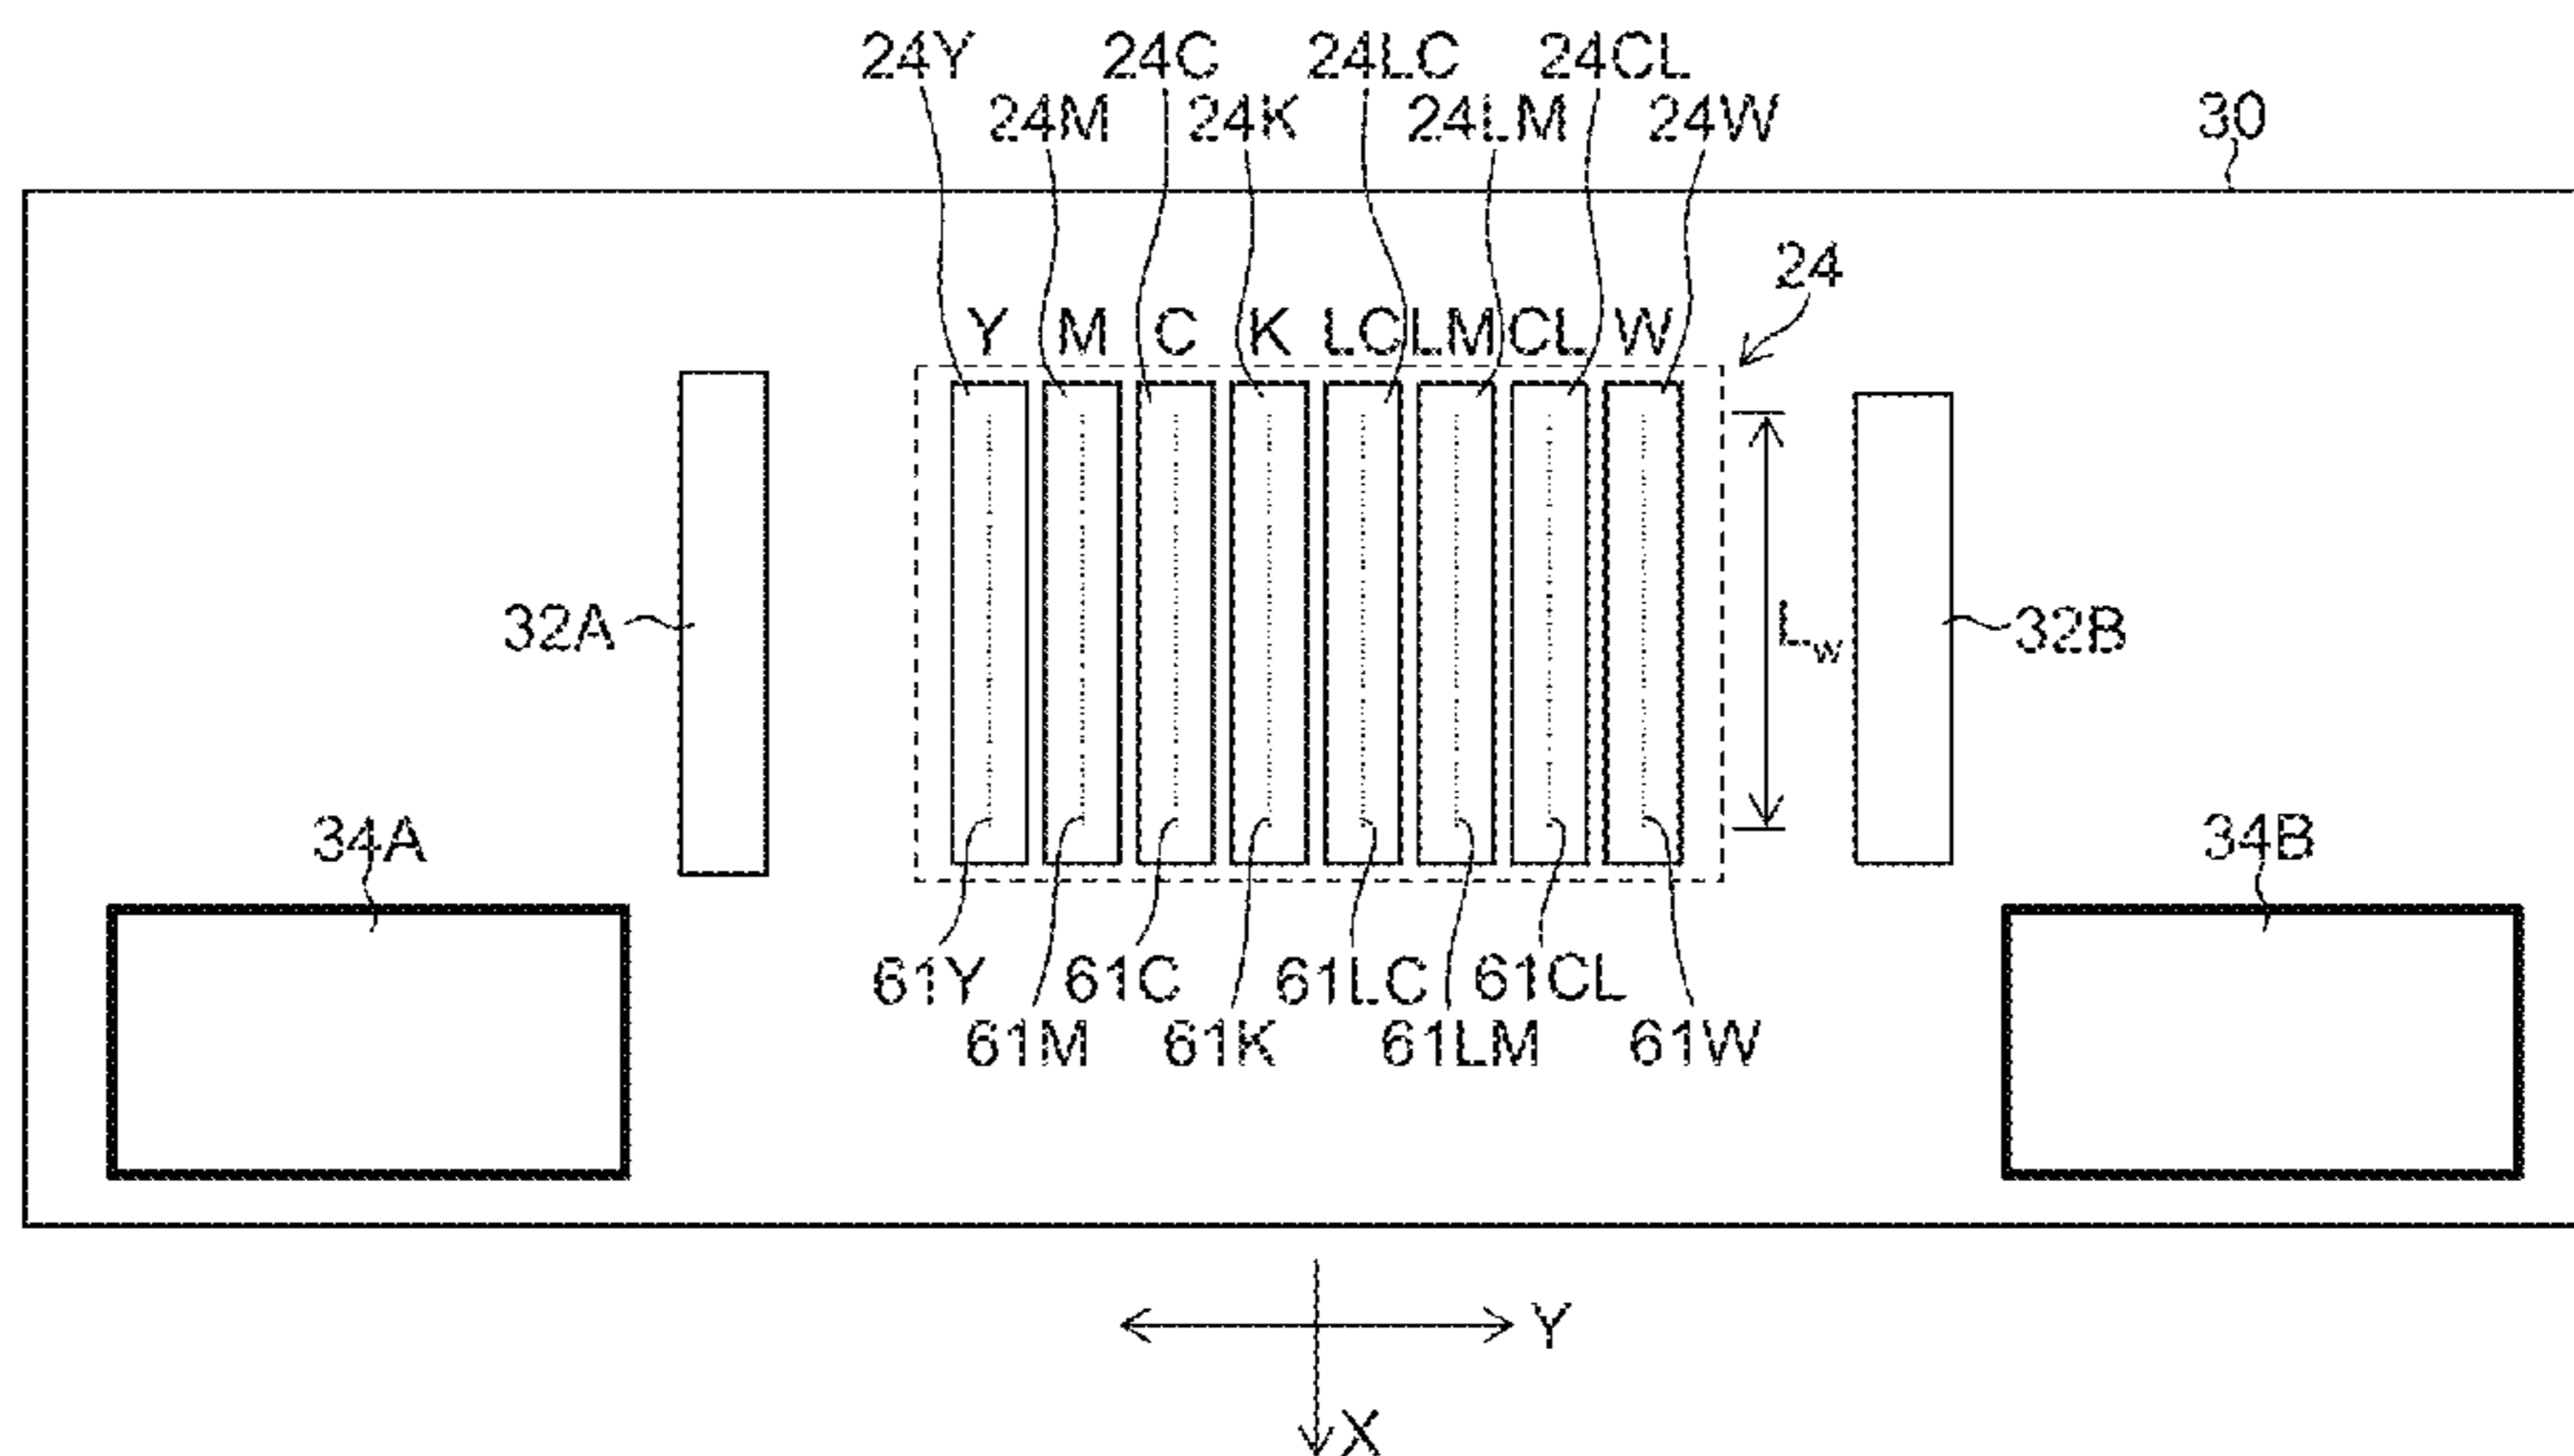 24Y 24C 24LC 24CL
24M 24K 24LM 24W 30
24
Y M C K LC LM CL W
32A Lw 32B
34A 34B
61Y 61C 61LC 61CL
61M 61K 61LM 61W
Y
X